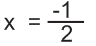 x = -1/2